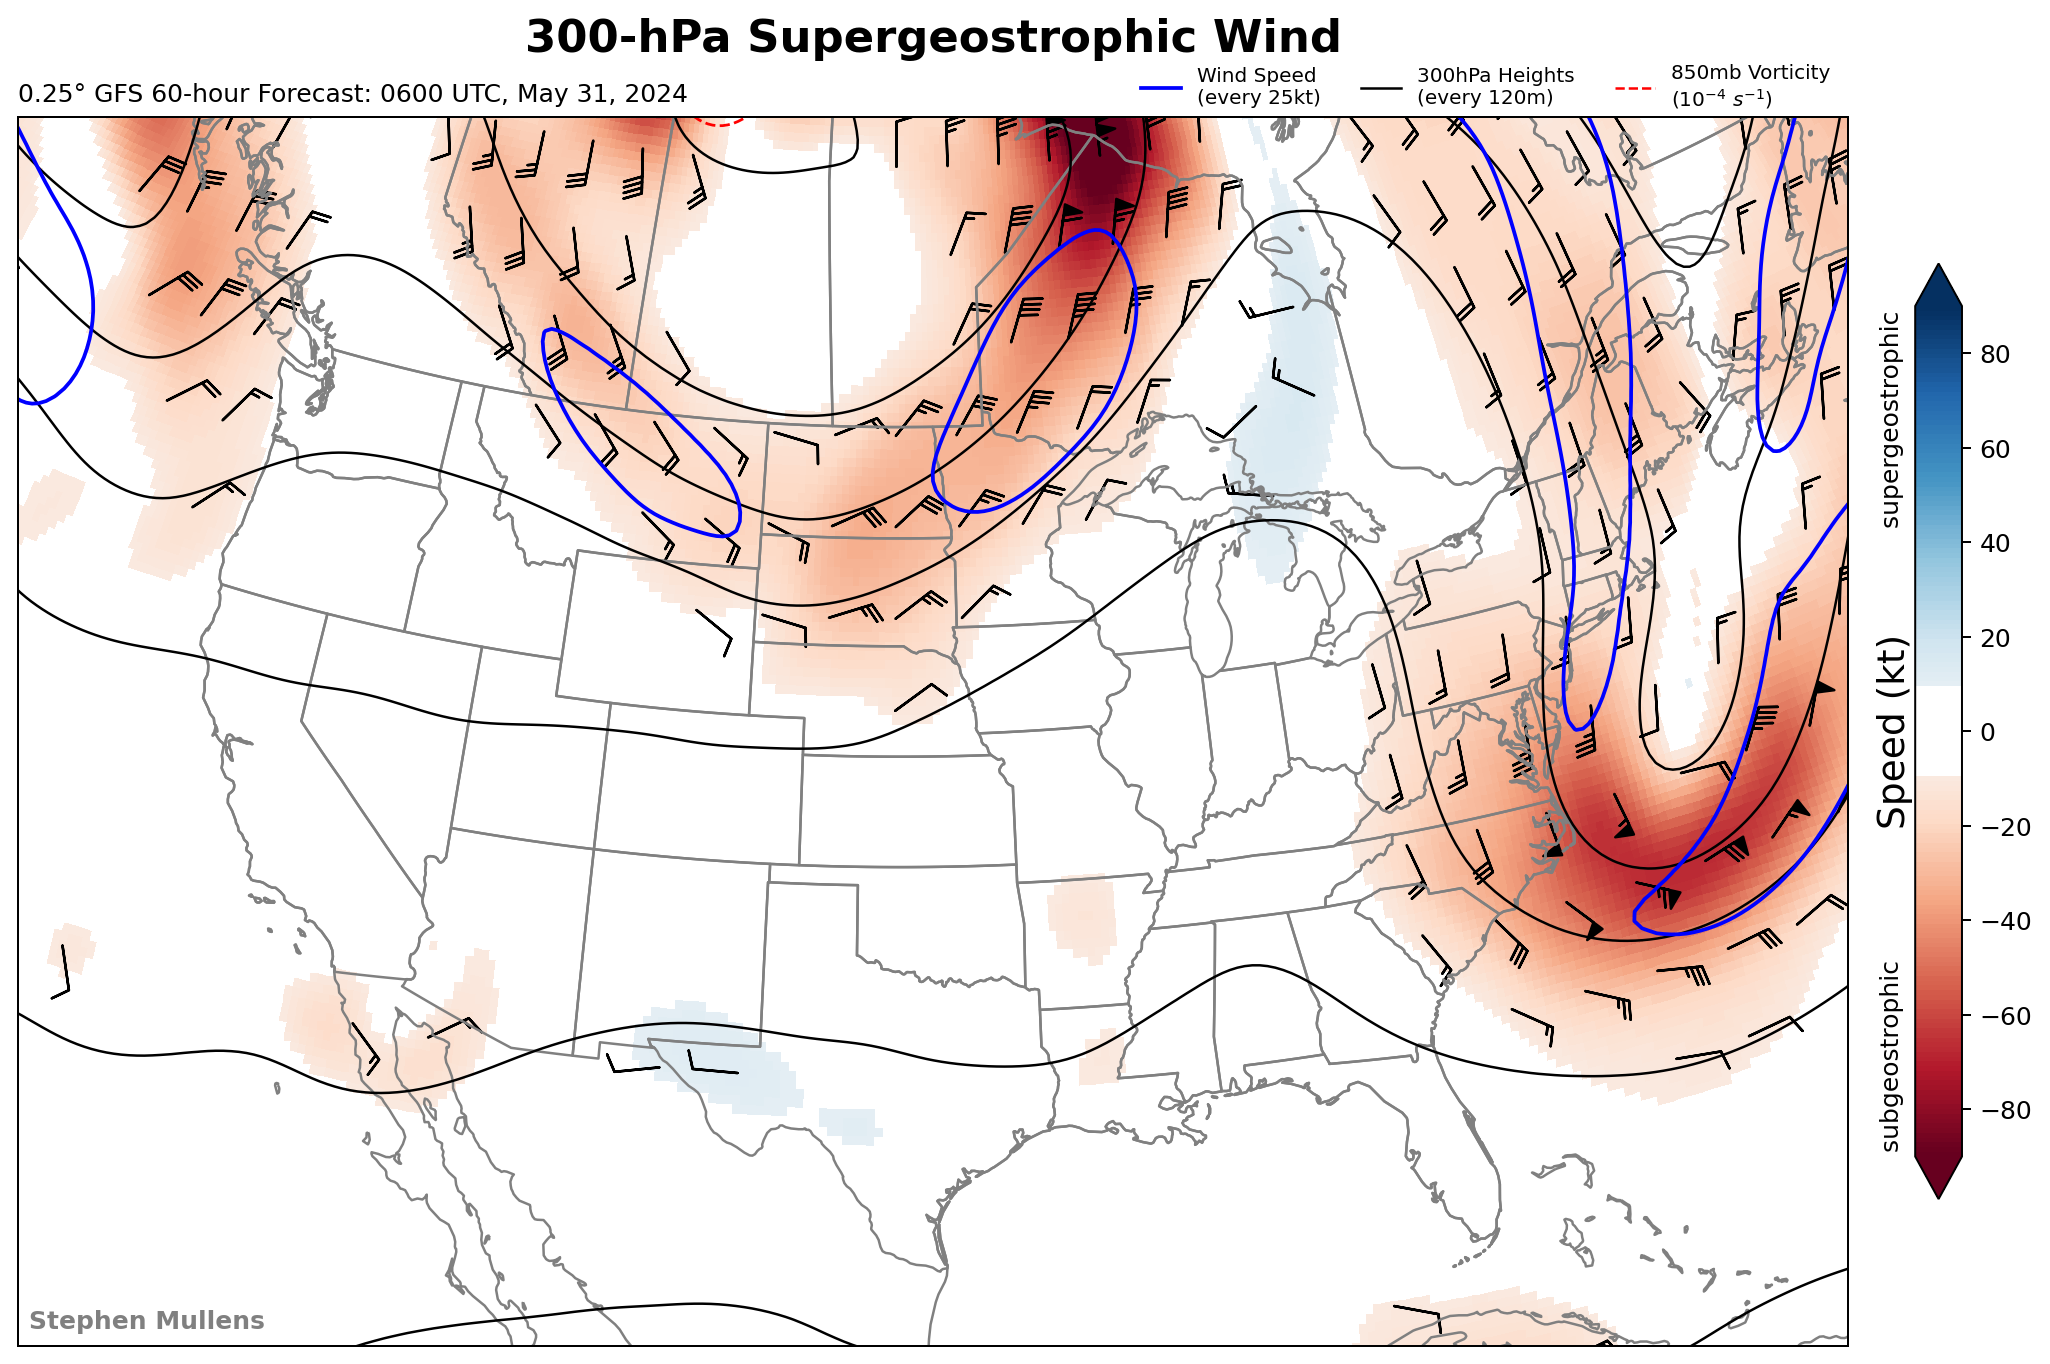 300-hPa Supergeostrophic Wind
0.25° GFS 60-hour Forecast: 0600 UTC, May 31, 2024
Wind Speed
(every 25kt)
300hPa Heights
(every 120m)
850mb Vorticity
(10⁻⁴ s⁻¹)
supergeostrophic
Speed (kt)
subgeostrophic
80
60
40
20
0
−20
−40
−60
−80
Stephen Mullens